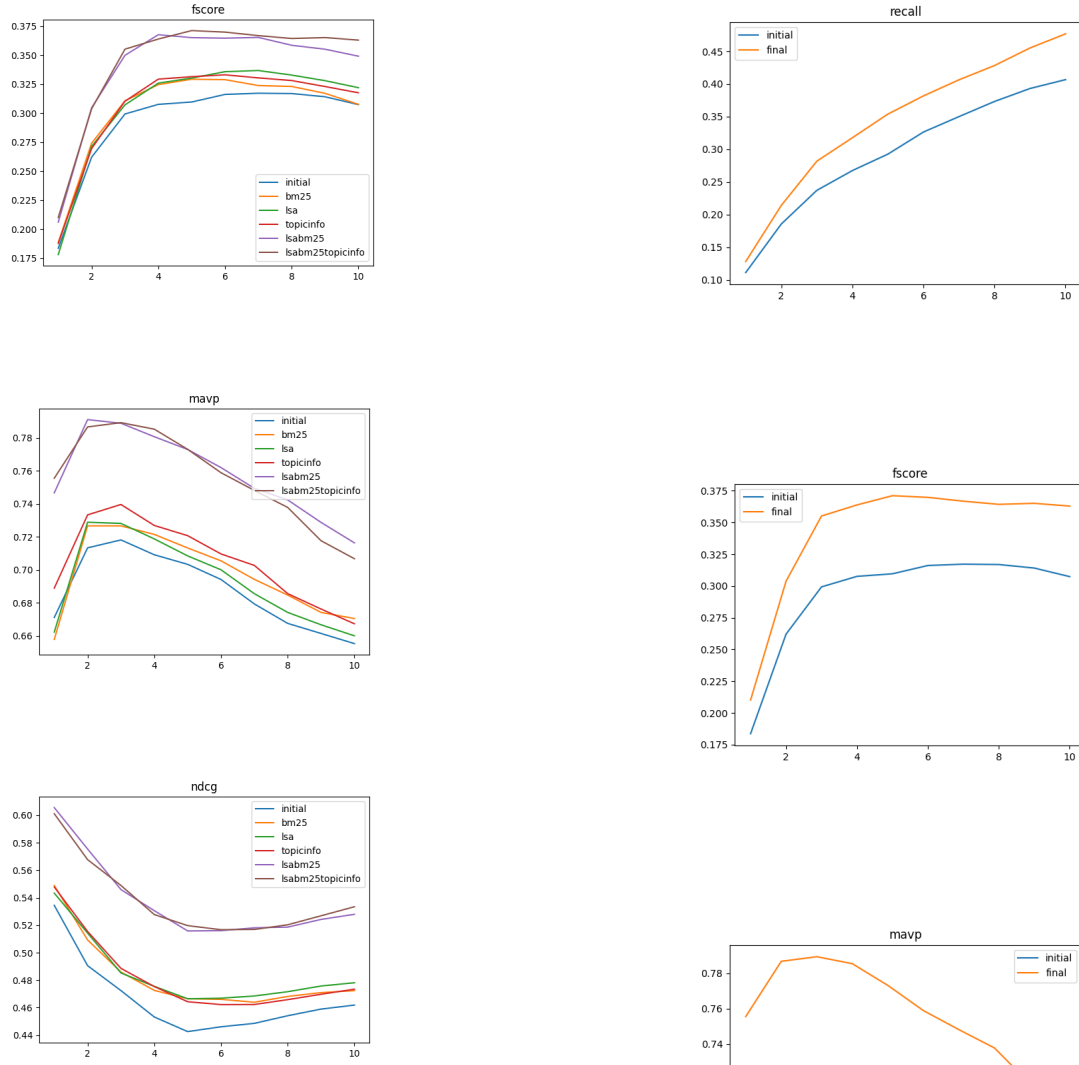 fscore
0.375
0.350
0.325
0.300
0.275
0.250
0.225
0.200
0.175
initial
bm25
lsa
topicinfo
lsabm25
lsabm25topicinfo
2 4 6 8 10
recall
0.45
0.40
0.35
0.30
0.25
0.20
0.15
0.10
initial
final
2 4 6 8 10
mavp
0.78
0.76
0.74
0.72
0.70
0.68
0.66
initial
bm25
lsa
topicinfo
lsabm25
lsabm25topicinfo
2 4 6 8 10
fscore
0.375
0.350
0.325
0.300
0.275
0.250
0.225
0.200
0.175
initial
final
2 4 6 8 10
ndcg
0.60
0.58
0.56
0.54
0.52
0.50
0.48
0.46
0.44
initial
bm25
lsa
topicinfo
lsabm25
lsabm25topicinfo
2 4 6 8 10
mavp
0.78
0.76
0.74
initial
final